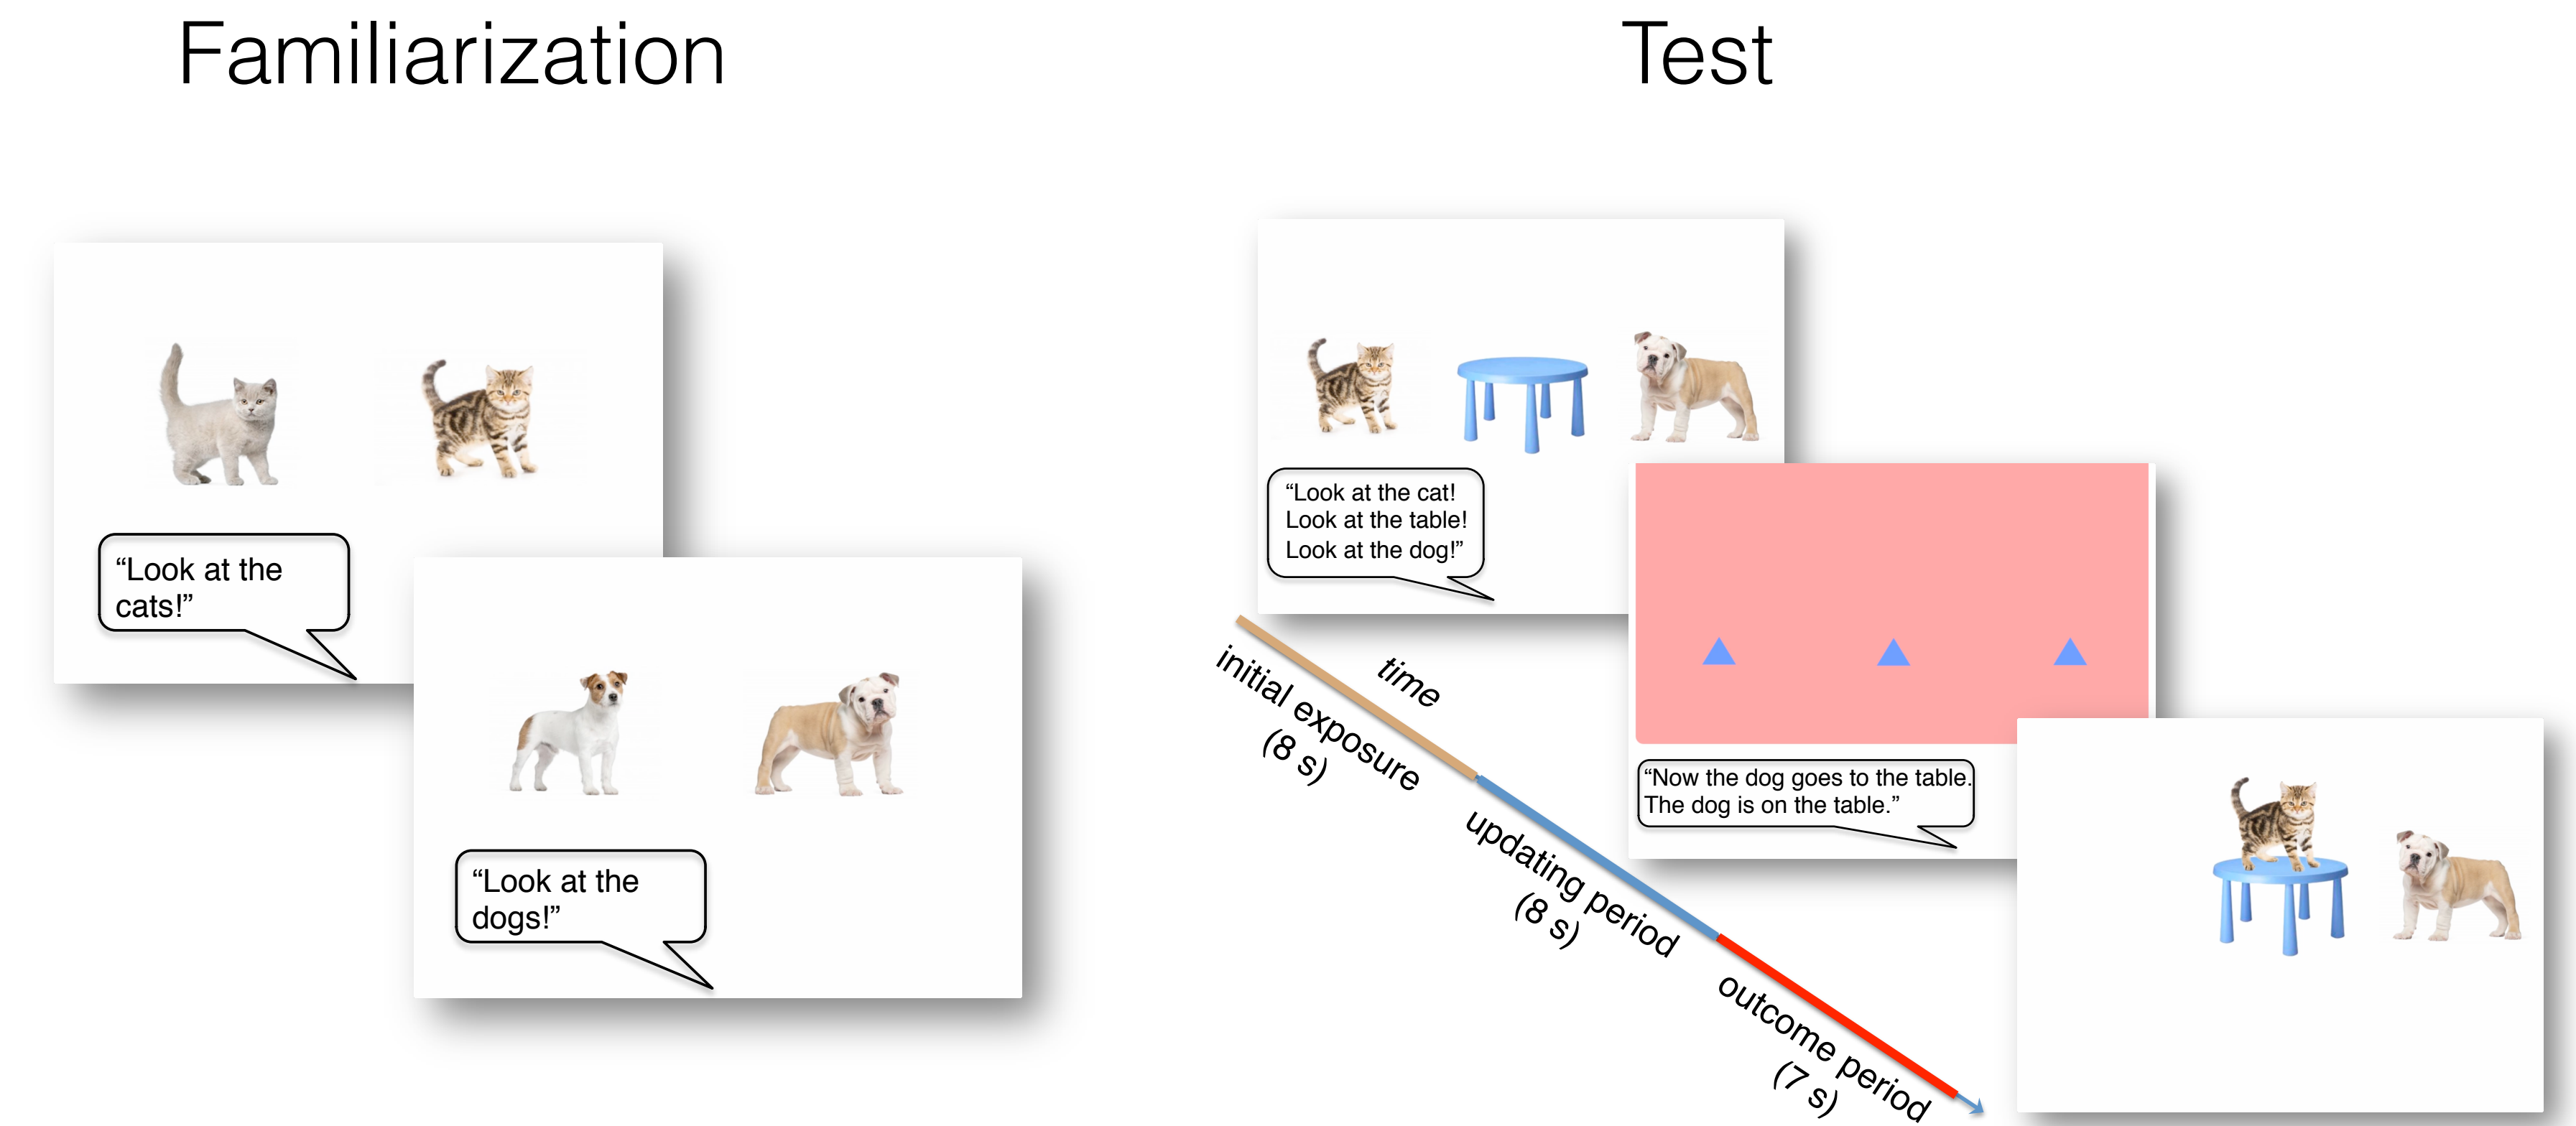 Familiarization
“Look at the
cats!”
“Look at the
dogs!”
Test
“Look at the cat!
Look at the table!
Look at the dog!”
time
initial exposure
(8 s)
“Now the dog goes to the table.
The dog is on the table.”
updating period
(8 s)
outcome period
(7 s)